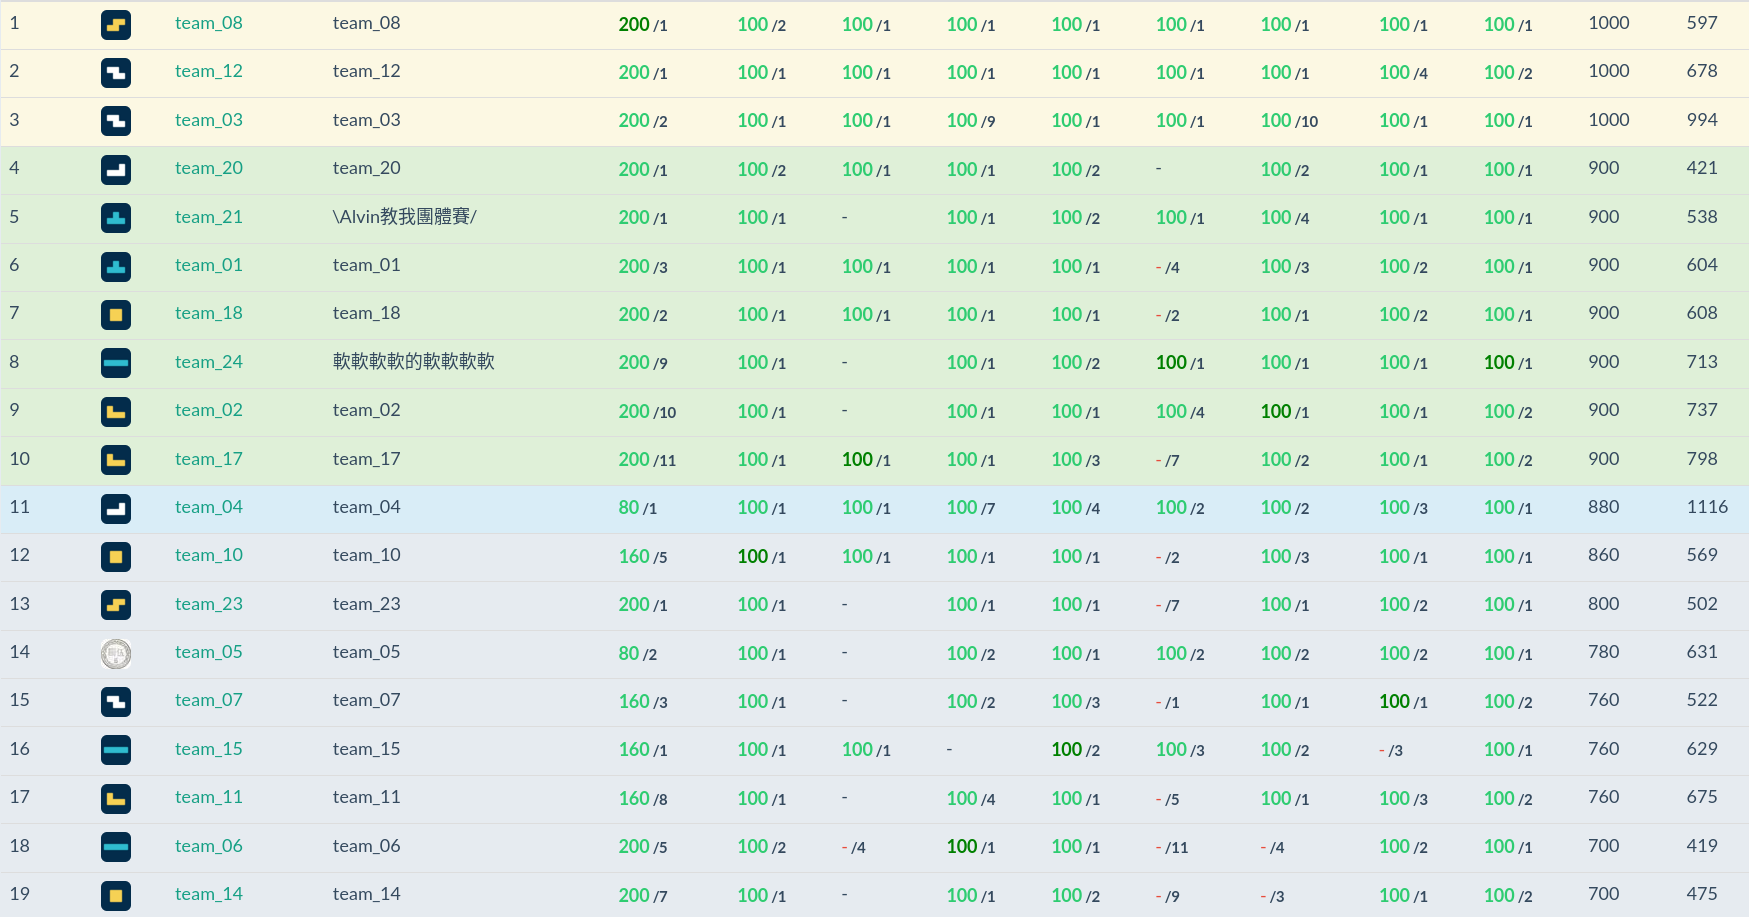 1 team_08 team_08 200 /1 100 /2 100 /1 100 /1 100 /1 100 /1 100 /1 100 /1 100 /1 1000 597
2 team_12 team_12 200 /1 100 /1 100 /1 100 /1 100 /1 100 /1 100 /1 100 /4 100 /2 1000 678
3 team_03 team_03 200 /2 100 /1 100 /1 100 /9 100 /1 100 /1 100 /10 100 /1 100 /1 1000 994
4 team_20 team_20 200 /1 100 /2 100 /1 100 /1 100 /2 - 100 /2 100 /1 100 /1 900 421
5 team_21 \Alvin教我團體賽/ 200 /1 100 /1 - 100 /1 100 /2 100 /1 100 /4 100 /1 100 /1 900 538
6 team_01 team_01 200 /3 100 /1 100 /1 100 /1 100 /1 - /4 100 /3 100 /2 100 /1 900 604
7 team_18 team_18 200 /2 100 /1 100 /1 100 /1 100 /1 - /2 100 /1 100 /2 100 /1 900 608
8 team_24 軟軟軟軟的軟軟軟軟 200 /9 100 /1 - 100 /1 100 /2 100 /1 100 /1 100 /1 100 /1 900 713
9 team_02 team_02 200 /10 100 /1 - 100 /1 100 /1 100 /4 100 /1 100 /1 100 /2 900 737
10 team_17 team_17 200 /11 100 /1 100 /1 100 /1 100 /3 - /7 100 /2 100 /1 100 /2 900 798
11 team_04 team_04 80 /1 100 /1 100 /1 100 /7 100 /4 100 /2 100 /2 100 /3 100 /1 880 1116
12 team_10 team_10 160 /5 100 /1 100 /1 100 /1 100 /1 - /2 100 /3 100 /1 100 /1 860 569
13 team_23 team_23 200 /1 100 /1 - 100 /1 100 /1 - /7 100 /1 100 /2 100 /1 800 502
14 team_05 team_05 80 /2 100 /1 - 100 /2 100 /1 100 /2 100 /2 100 /2 100 /1 780 631
15 team_07 team_07 160 /3 100 /1 - 100 /2 100 /3 - /1 100 /1 100 /1 100 /2 760 522
16 team_15 team_15 160 /1 100 /1 100 /1 - 100 /2 100 /3 100 /2 - /3 100 /1 760 629
17 team_11 team_11 160 /8 100 /1 - 100 /4 100 /1 - /5 100 /1 100 /3 100 /2 760 675
18 team_06 team_06 200 /5 100 /2 - /4 100 /1 100 /1 - /11 - /4 100 /2 100 /1 700 419
19 team_14 team_14 200 /7 100 /1 - 100 /1 100 /2 - /9 - /3 100 /1 100 /2 700 475